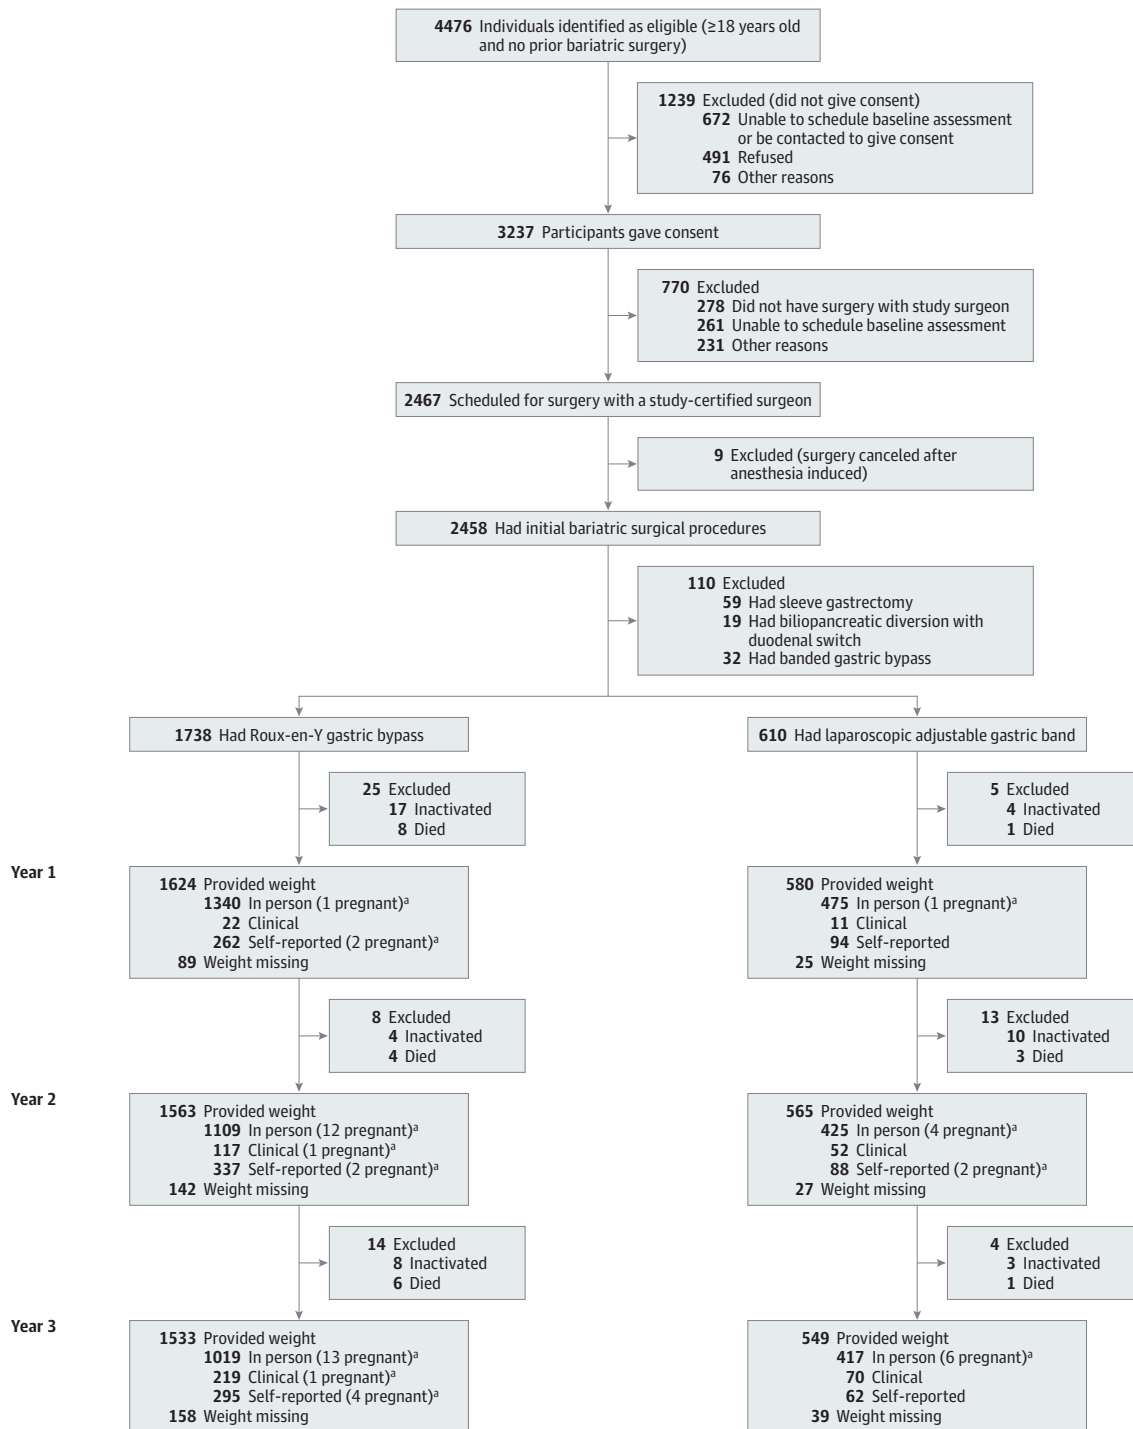 4476 Individuals identified as eligible (≥18 years old
and no prior bariatric surgery)
1239 Excluded (did not give consent)
672 Unable to schedule baseline assessment
or be contacted to give consent
491 Refused
76 Other reasons
3237 Participants gave consent
770 Excluded
278 Did not have surgery with study surgeon
261 Unable to schedule baseline assessment
231 Other reasons
2467 Scheduled for surgery with a study-certified surgeon
9 Excluded (surgery canceled after
anesthesia induced)
2458 Had initial bariatric surgical procedures
110 Excluded
59 Had sleeve gastrectomy
19 Had biliopancreatic diversion with
duodenal switch
32 Had banded gastric bypass
1738 Had Roux-en-Y gastric bypass
610 Had laparoscopic adjustable gastric band
25 Excluded
17 Inactivated
8 Died
5 Excluded
4 Inactivated
1 Died
Year 1
1624 Provided weight
1340 In person (1 pregnant)a
22 Clinical
262 Self-reported (2 pregnant)a
89 Weight missing
580 Provided weight
475 In person (1 pregnant)a
11 Clinical
94 Self-reported
25 Weight missing
8 Excluded
4 Inactivated
4 Died
13 Excluded
10 Inactivated
3 Died
Year 2
1563 Provided weight
1109 In person (12 pregnant)a
117 Clinical (1 pregnant)a
337 Self-reported (2 pregnant)a
142 Weight missing
565 Provided weight
425 In person (4 pregnant)a
52 Clinical
88 Self-reported (2 pregnant)a
27 Weight missing
14 Excluded
8 Inactivated
6 Died
4 Excluded
3 Inactivated
1 Died
Year 3
1533 Provided weight
1019 In person (13 pregnant)a
219 Clinical (1 pregnant)a
295 Self-reported (4 pregnant)a
158 Weight missing
549 Provided weight
417 In person (6 pregnant)a
70 Clinical
62 Self-reported
39 Weight missing